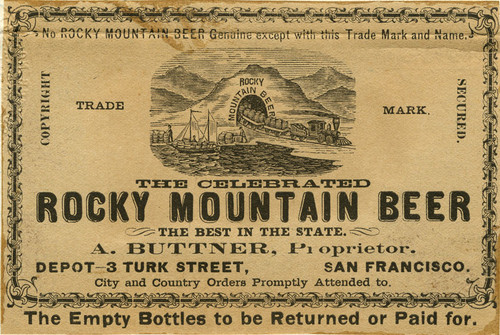 No ROCKY MOUNTAIN BEER Genuine except with this Trade Mark and Name.
COPYRIGHT
TRADE
ROCKY
MOUNTAIN BEER
MARK.
SECURED.
THE CELEBRATED
ROCKY MOUNTAIN BEER
THE BEST IN THE STATE.
A. BUTTNER, Proprietor.
DEPOT–3 TURK STREET, SAN FRANCISCO.
City and Country Orders Promptly Attended to.
The Empty Bottles to be Returned or Paid for.